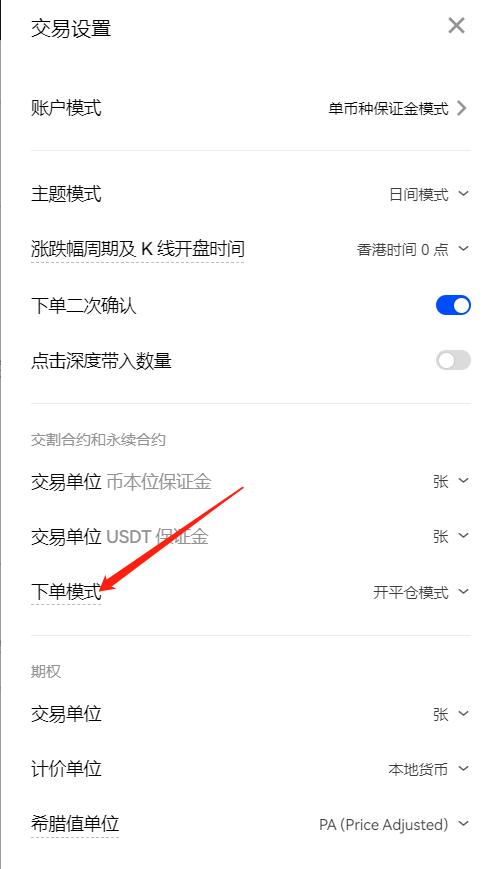 交易设置
账户模式 单币种保证金模式
主题模式 日间模式
涨跌幅周期及 K 线开盘时间 香港时间 0 点
下单二次确认
点击深度带入数量
交割合约和永续合约
交易单位 币本位保证金 张
交易单位 USDT 保证金 张
下单模式 开平仓模式
期权
交易单位 张
计价单位 本地货币
希腊值单位 PA (Price Adjusted)